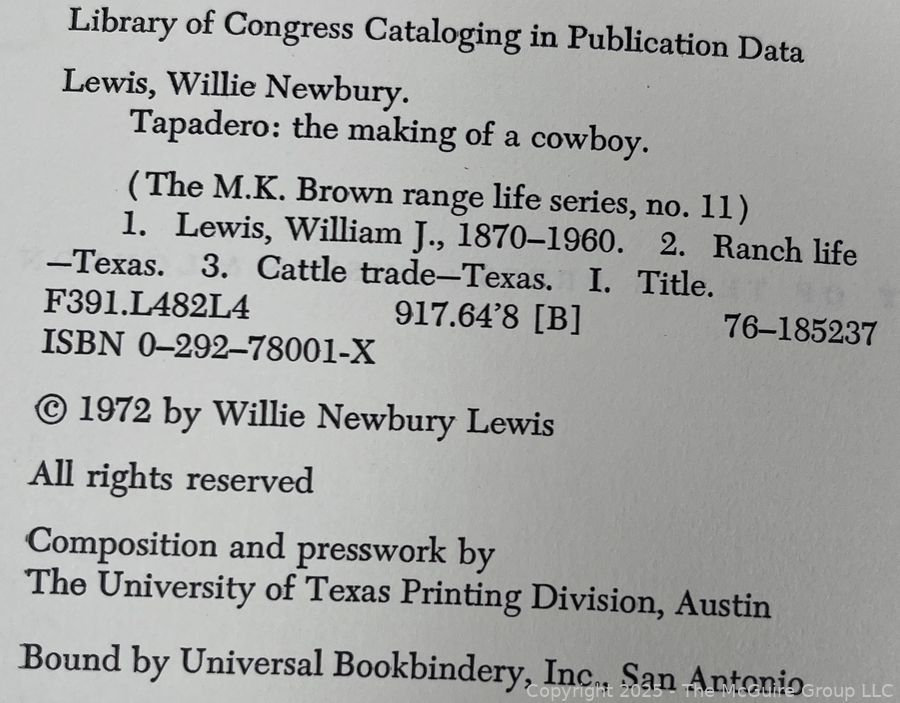 Library of Congress Cataloging in Publication Data
Lewis, Willie Newbury.
Tapadero: the making of a cowboy.
(The M.K. Brown range life series, no. 11)
1. Lewis, William J., 1870–1960. 2. Ranch life
—Texas. 3. Cattle trade—Texas. I. Title.
F391.L482L4 917.64'8 [B] 76–185237
ISBN 0–292–78001-X
© 1972 by Willie Newbury Lewis
All rights reserved
Composition and presswork by
The University of Texas Printing Division, Austin
Bound by Universal Bookbindery, Inc., San Antonio
Copyright 2025 - The McGuire Group LLC